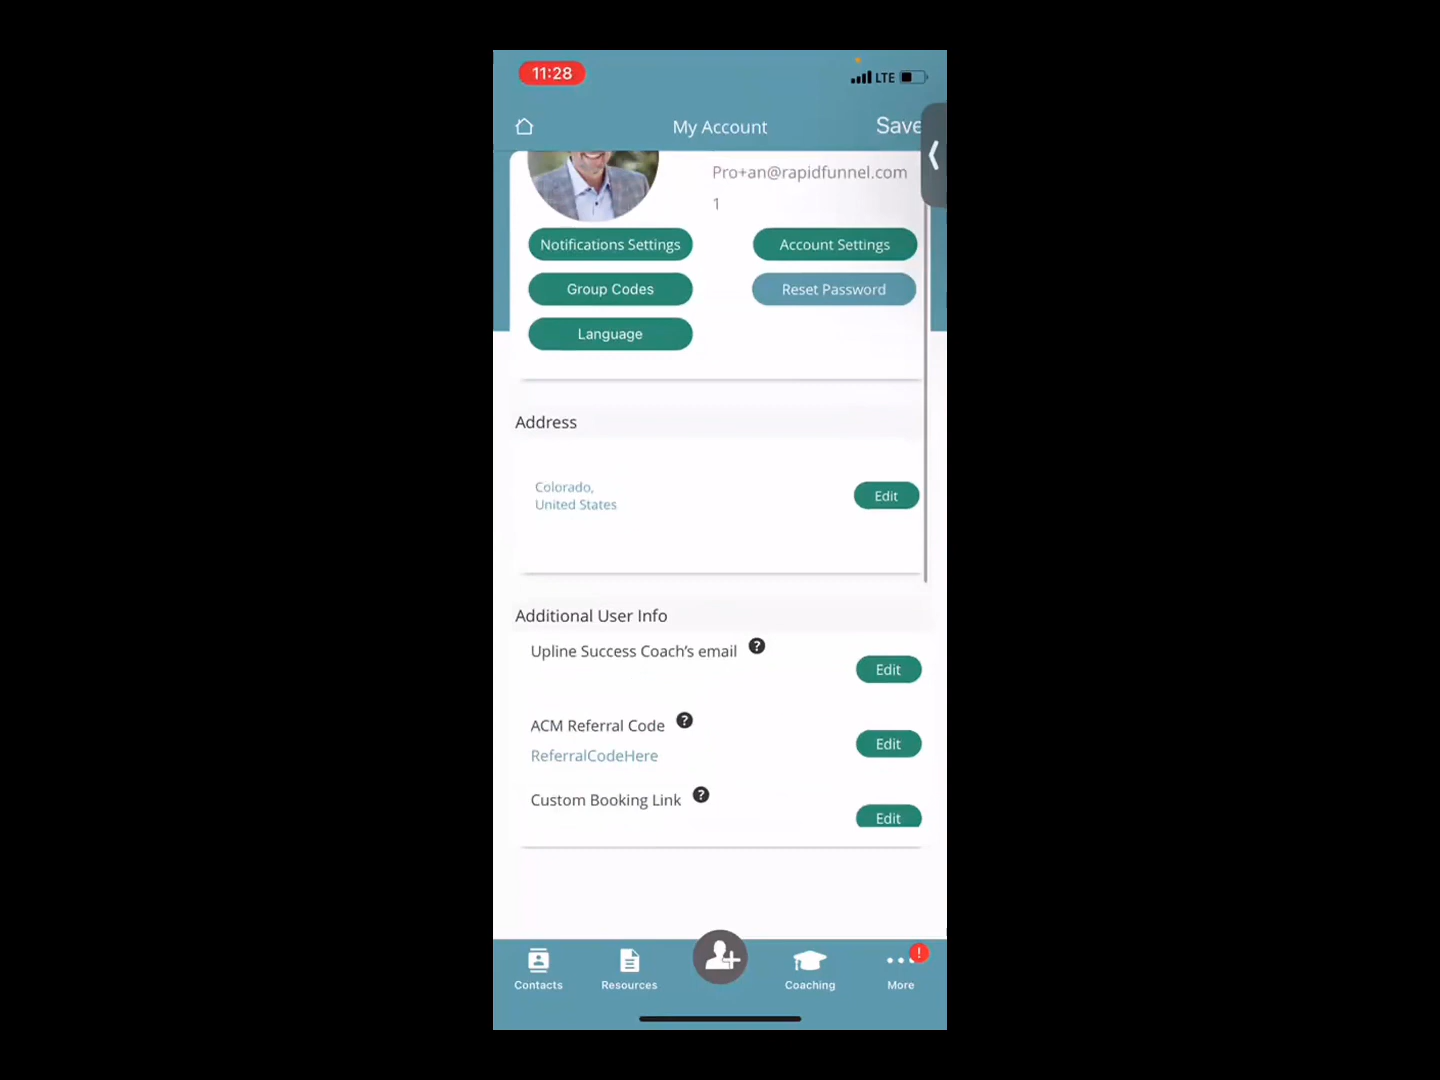 11:28
LTE
My Account
Save
Pro+an@rapidfunnel.com
1
Notifications Settings
Account Settings
Group Codes
Reset Password
Language
Address
Colorado,
United States
Edit
Additional User Info
Upline Success Coach’s email ?
Edit
ACM Referral Code ?
ReferralCodeHere
Edit
Custom Booking Link ?
Edit
!
Contacts
Resources
Coaching
More